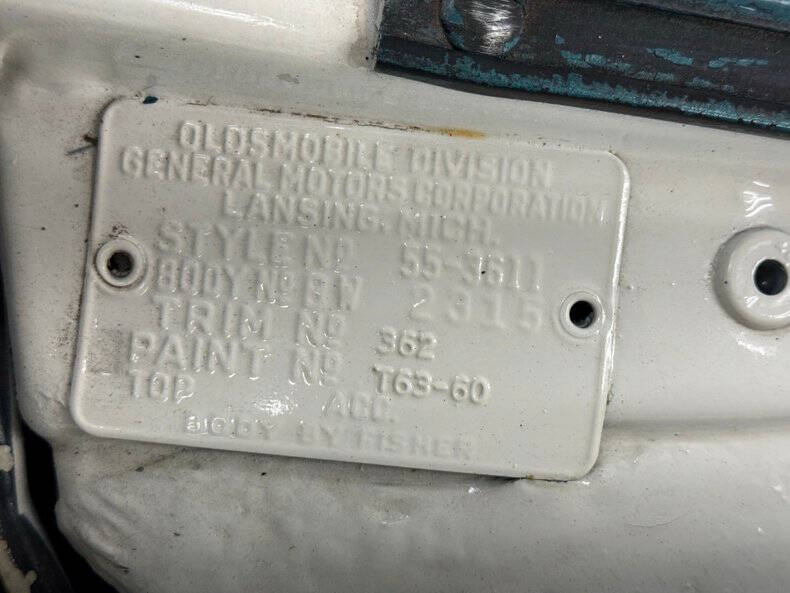 OLDSMOBILE DIVISION
GENERAL MOTORS CORPORATION
LANSING, MICH.
STYLE NO 55-3611
BODY NO BW 2315
TRIM NO 362
PAINT NO T63-60
TOP ACC.
BODY BY FISHER